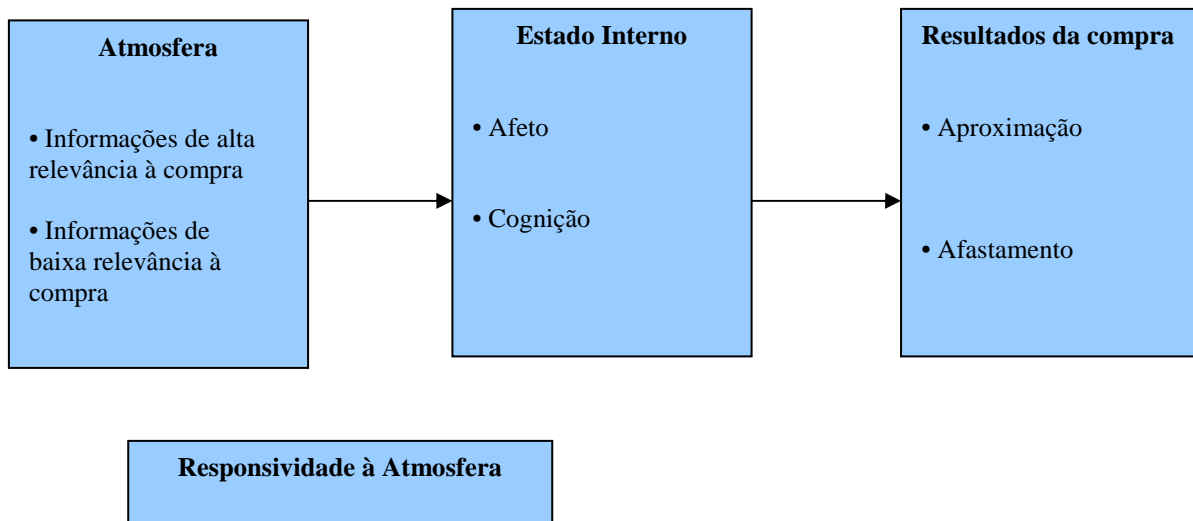 Atmosfera
• Informações de alta
relevância à compra
• Informações de
baixa relevância à
compra
Estado Interno
• Afeto
• Cognição
Resultados da compra
• Aproximação
• Afastamento
Responsividade à Atmosfera